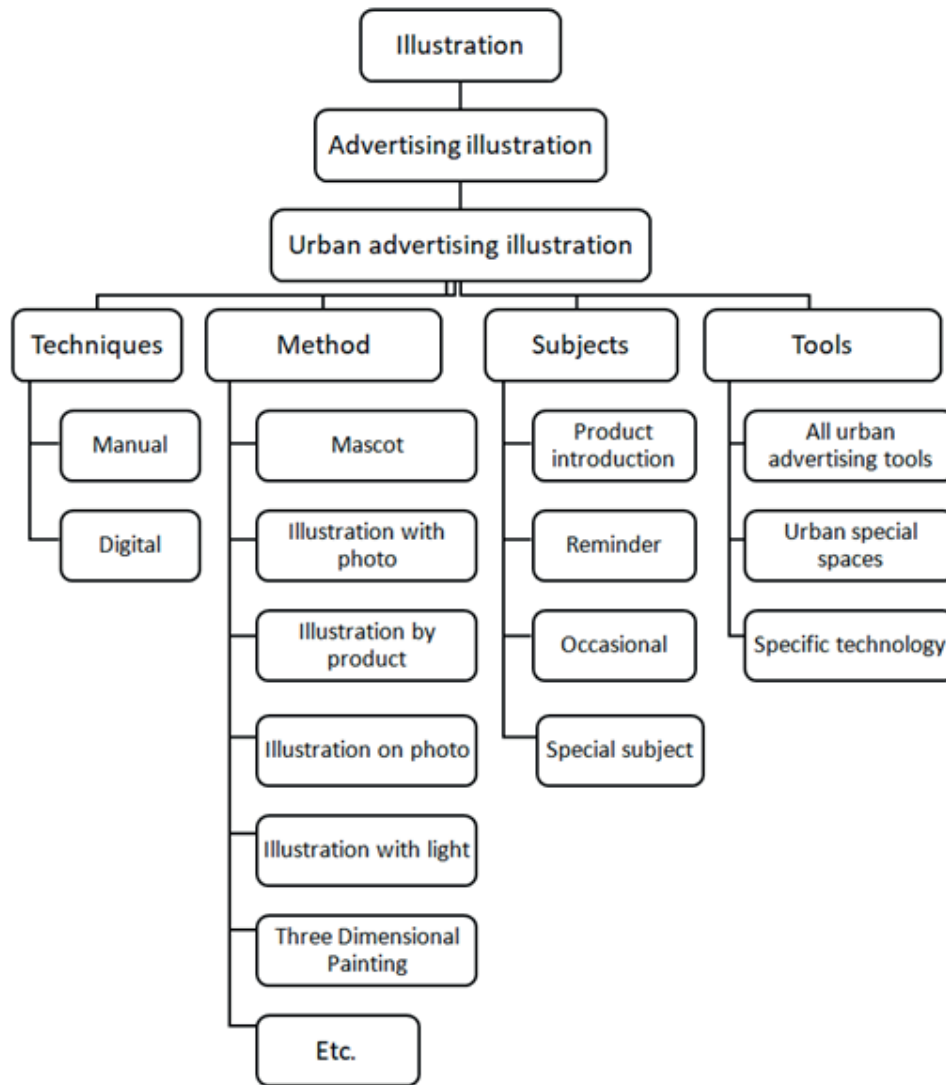 Illustration
Advertising illustration
Urban advertising illustration
Techniques
Manual
Digital
Method
Mascot
Illustration with
photo
Illustration by
product
Illustration on photo
Illustration with light
Three Dimensional
Painting
Etc.
Subjects
Product
introduction
Reminder
Occasional
Special subject
Tools
All urban
advertising tools
Urban special
spaces
Specific technology